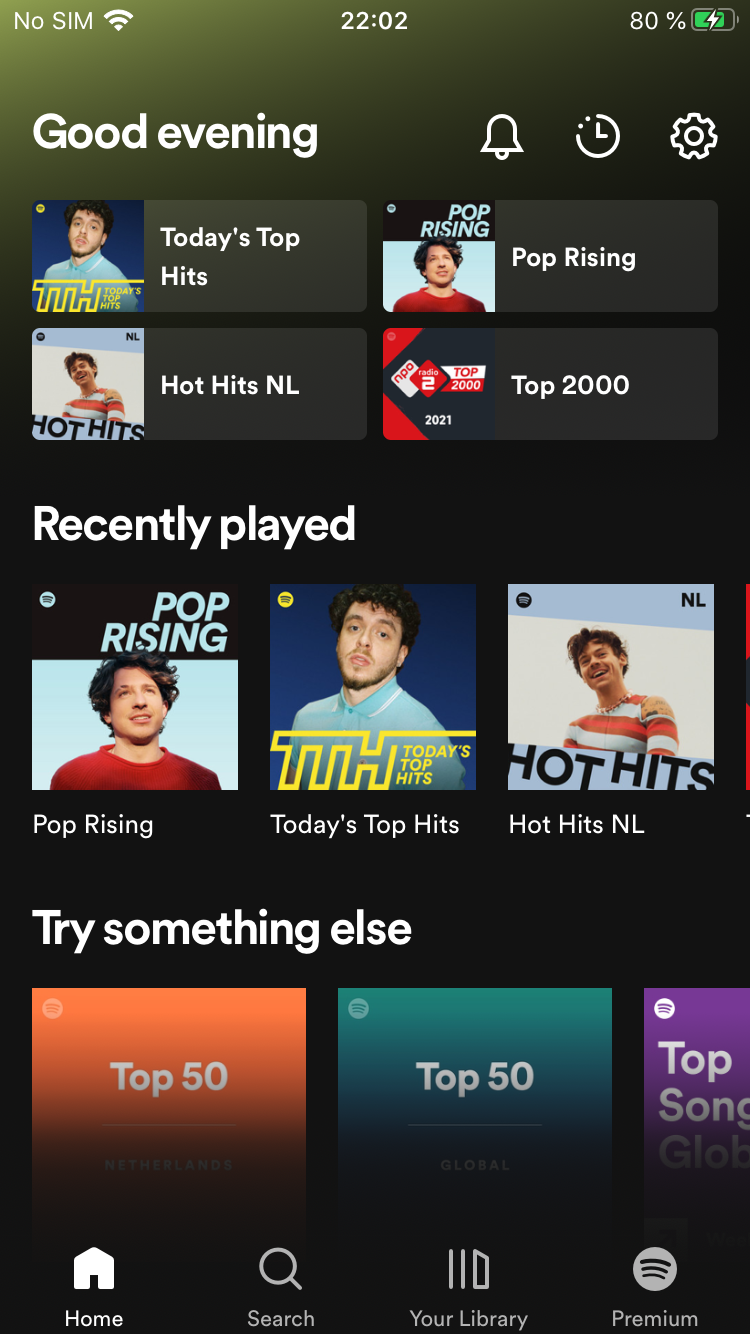 No SIM 22:02 80 %
Good evening
TTH TODAY'S
TOP
HITS
Today's Top
Hits
POP
RISING
Pop Rising
NL
HOT HITS
Hot Hits NL
npo radio 2 TOP 2000
2021
Top 2000
Recently played
POP
RISING
TTH TODAY'S
TOP
HITS
NL
HOT HITS
Pop Rising Today's Top Hits Hot Hits NL
Try something else
Top 50
NETHERLANDS
Top 50
GLOBAL
Top
Song
Glob
Home Search Your Library Premium